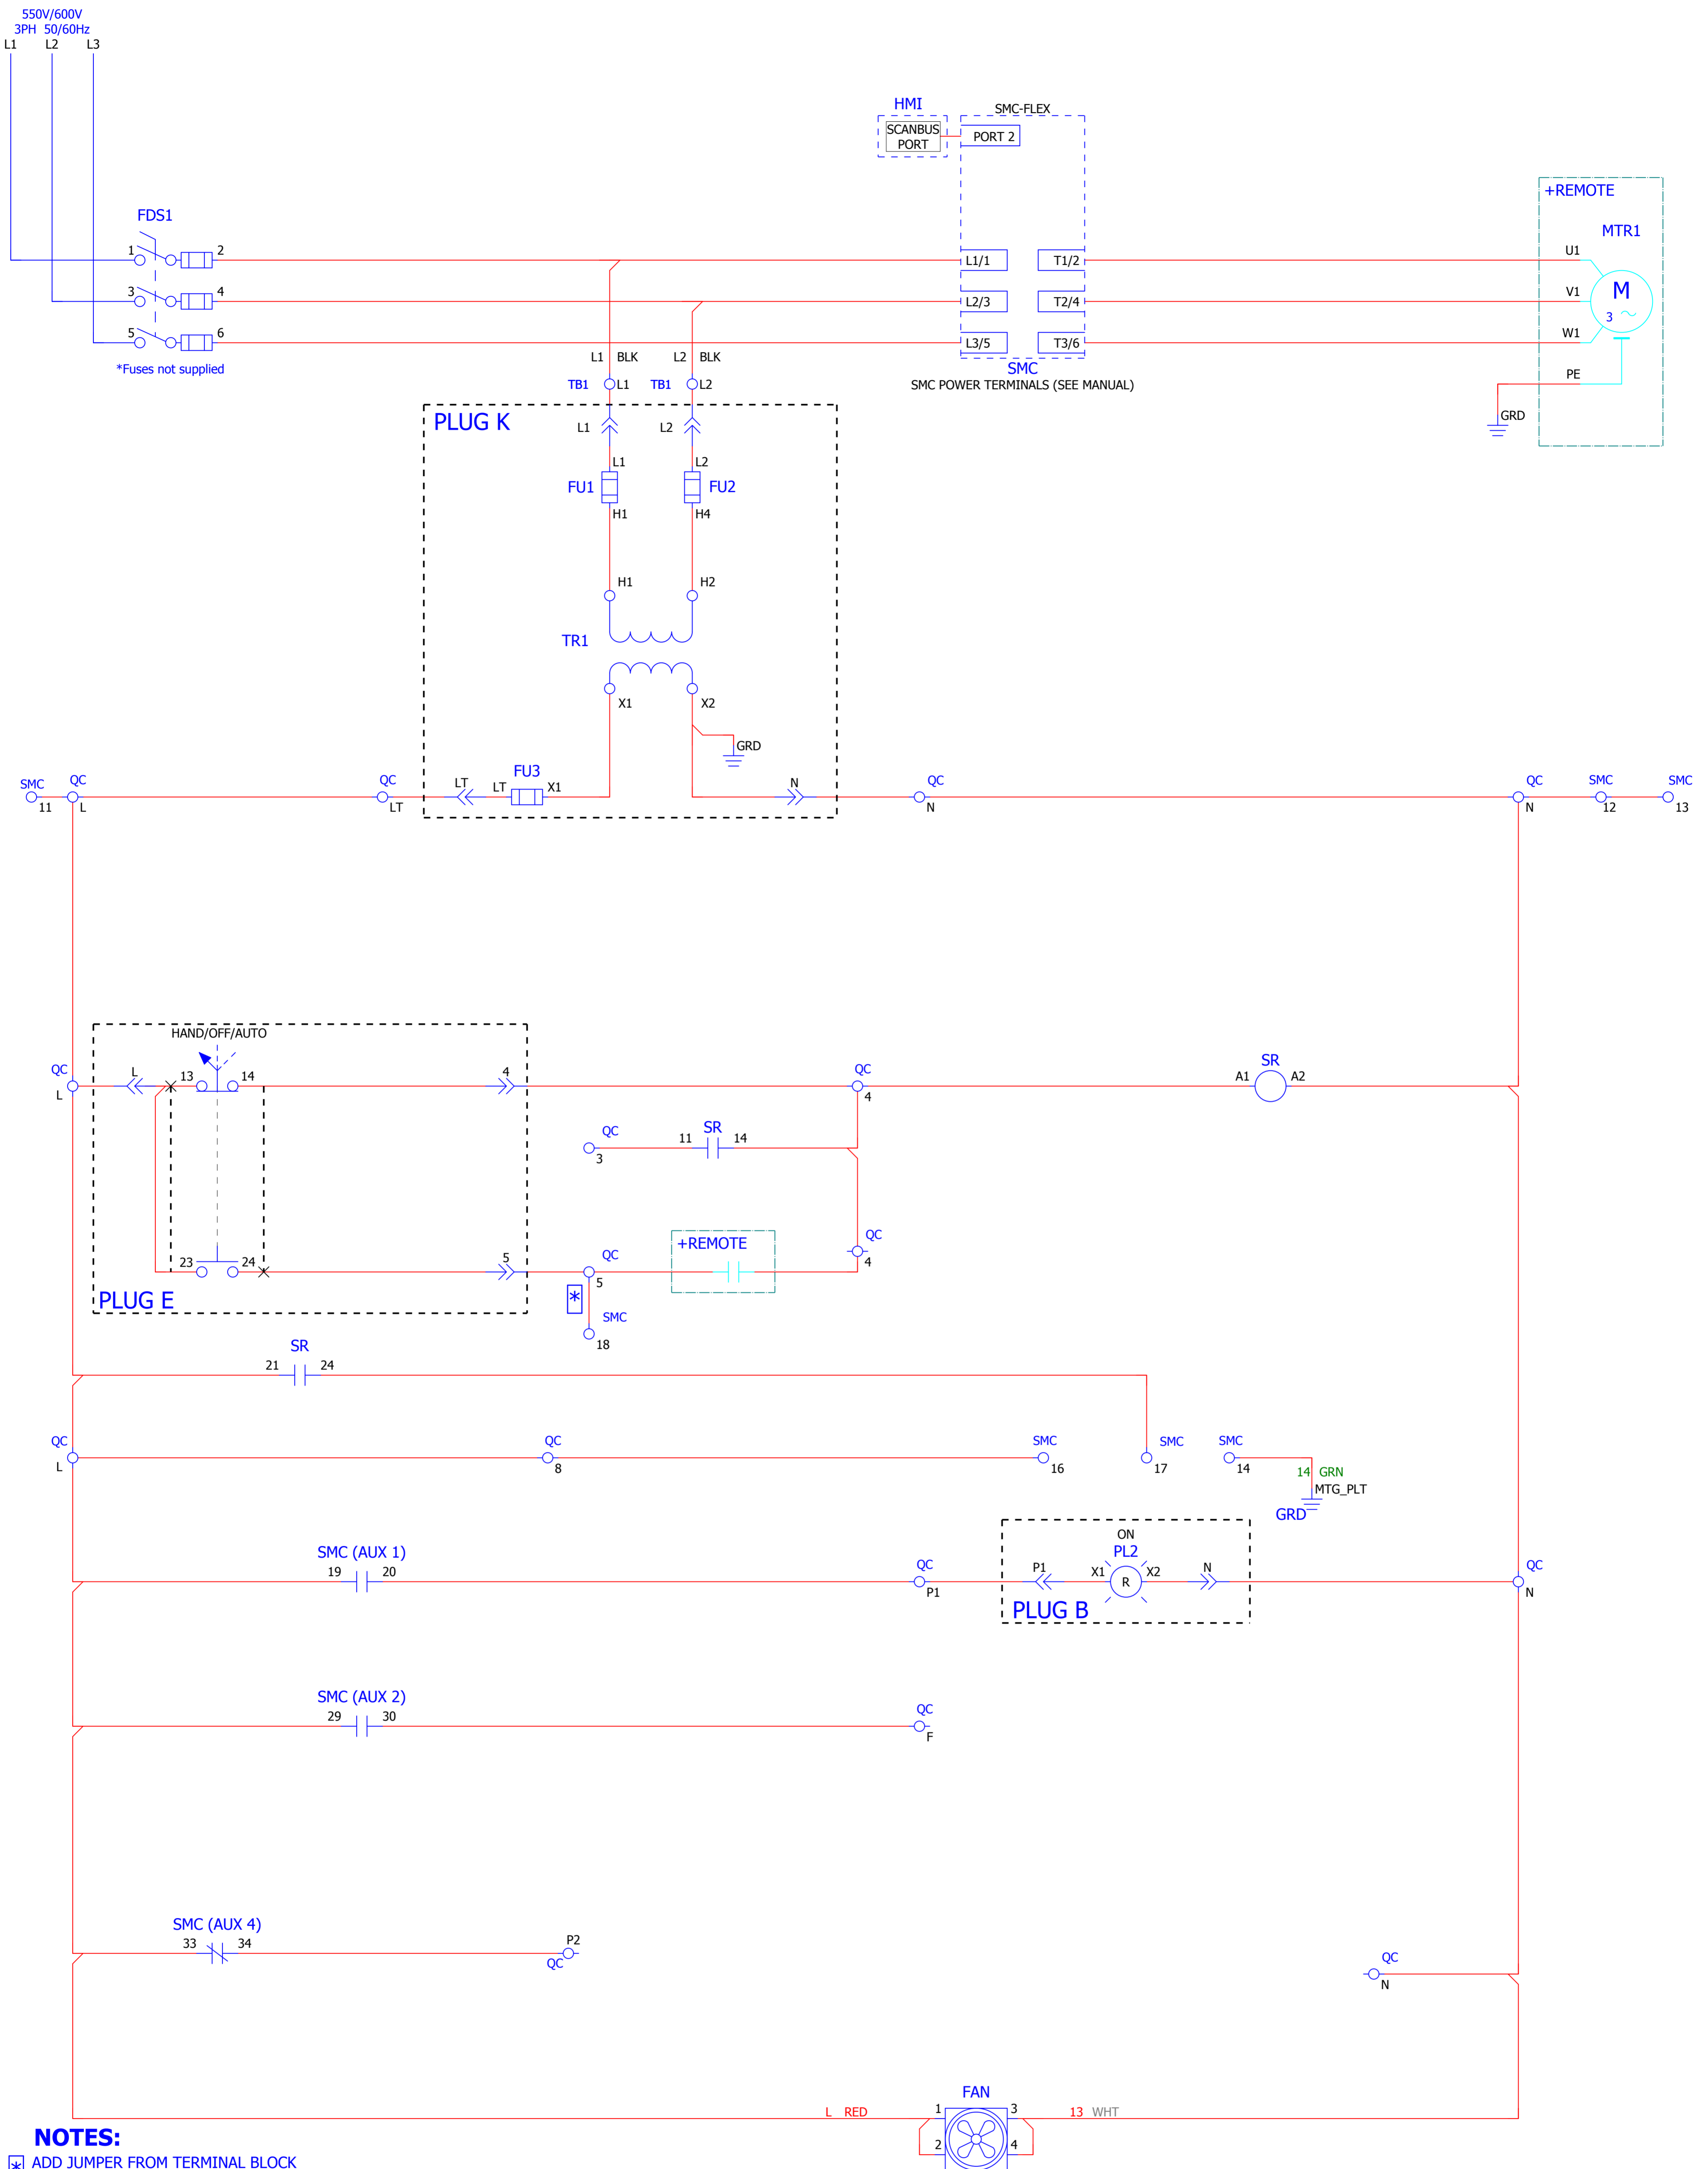 550V/600V
3PH 50/60Hz
L1 L2 L3
HMI
SMC-FLEX
SCANBUS
PORT
PORT 2
+REMOTE
FDS1
MTR1
1 2
L1/1 T1/2
U1
3 4
L2/3 T2/4
V1
M
3
5 6
L3/5 T3/6
W1
*Fuses not supplied
L1 BLK L2 BLK
SMC
SMC POWER TERMINALS (SEE MANUAL)
PE
TB1 L1 TB1 L2
GRD
PLUG K
L1 L2
L1 L2
FU1 FU2
H1 H4
H1 H2
TR1
X1 X2
GRD
SMC QC QC LT LT FU3 X1 N QC QC SMC SMC
11 L LT N N 12 13
HAND/OFF/AUTO
QC L 13 14 4 QC A1 SR A2
L 4
QC 11 SR 14
3
+REMOTE
QC
23 24 5 QC 4
5
PLUG E
*
SMC
18
SR
21 24
QC QC SMC SMC SMC
L 8 16 17 14
14 GRN
MTG_PLT
GRD
ON
SMC (AUX 1)
PL2
19 20 QC P1 X1 R X2 N QC
P1 N
PLUG B
SMC (AUX 2)
29 30 QC
F
SMC (AUX 4)
33 34 P2
QC
QC
N
FAN
L RED 1 3 13 WHT
2 4
NOTES:
* ADD JUMPER FROM TERMINAL BLOCK